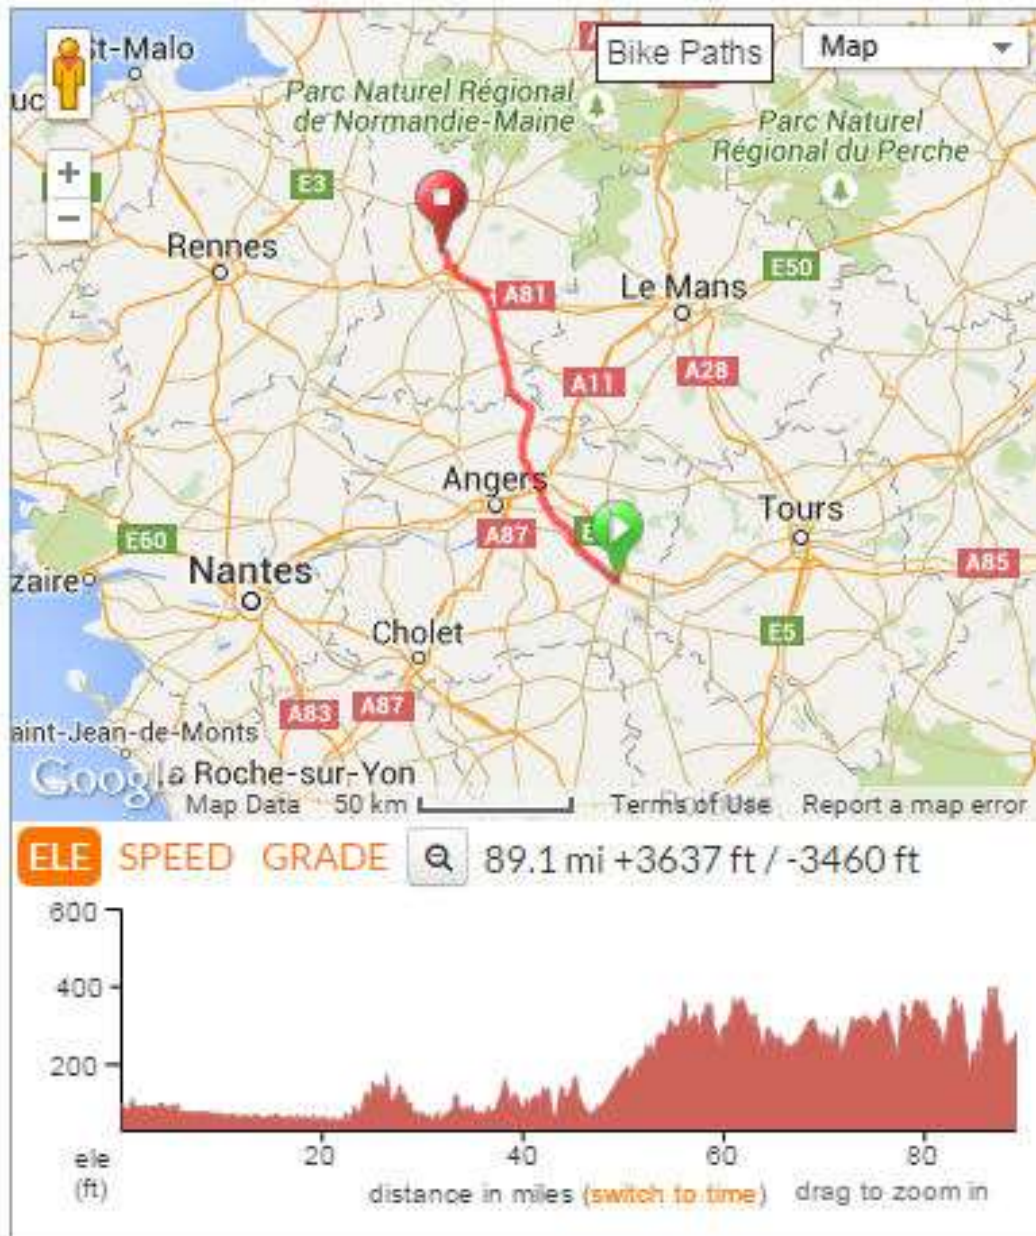 St-Malo
Bike Paths
Map
uc
Parc Naturel Régional
de Normandie-Maine
Parc Naturel
Régional du Perche
+
E3
−
Rennes
E50
Le Mans
A81
A28
A11
Angers
Tours
A87
E60
A85
zaire
Nantes
E5
Cholet
A83
A87
aint-Jean-de-Monts
Google
la Roche-sur-Yon
Map Data
50 km
Terms of Use
Report a map error
ELE SPEED GRADE 89.1 mi +3637 ft / -3460 ft
600
400
200
ele
(ft)
20 40 60 80
distance in miles (switch to time) drag to zoom in